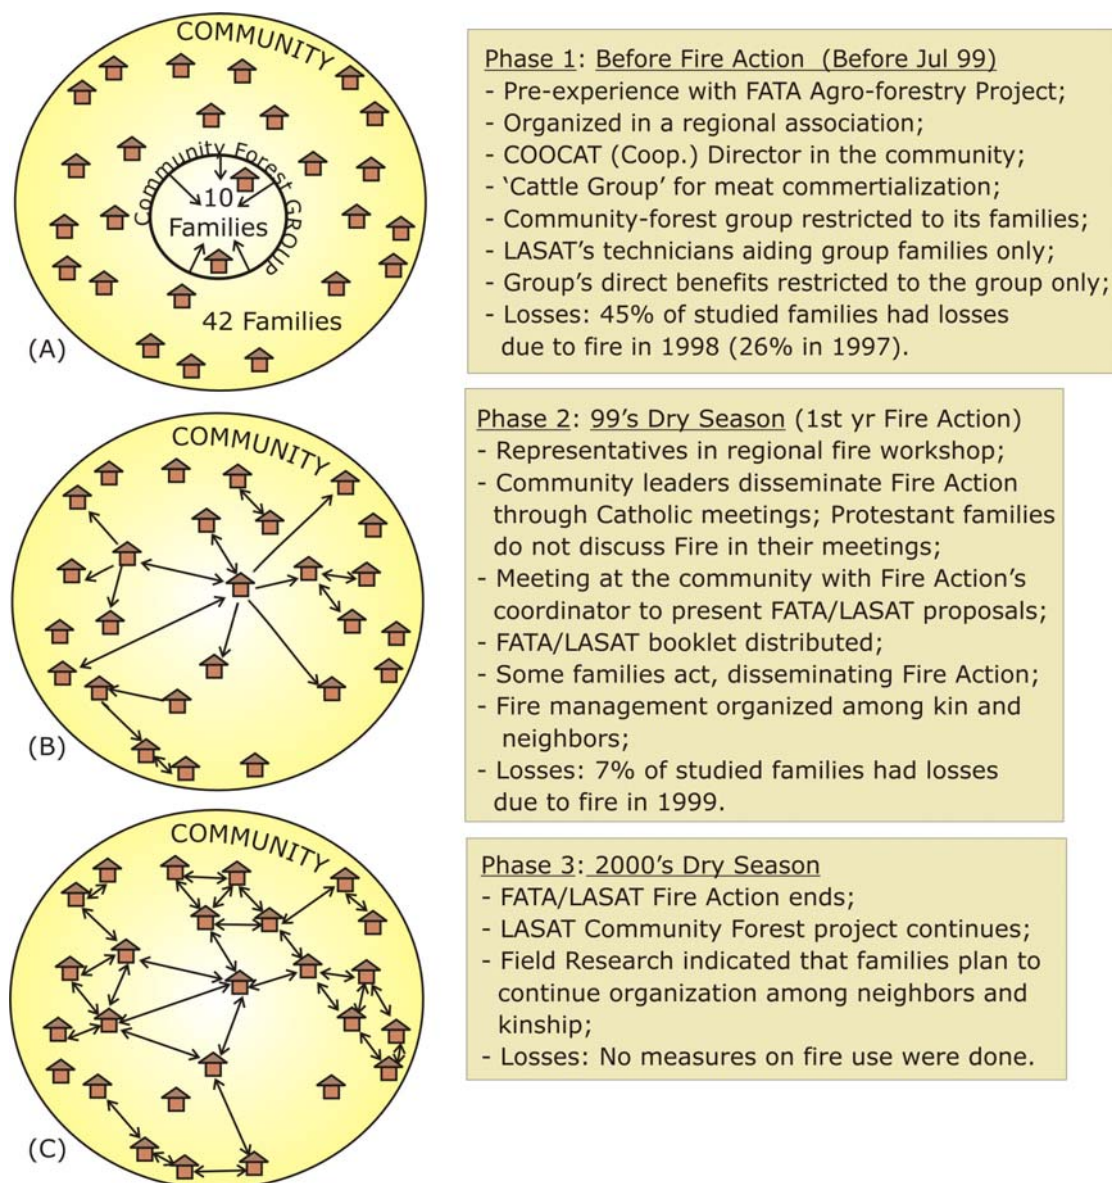 COMMUNITY
Community Forest GROUP
10
Families
42 Families
(A)
Phase 1: Before Fire Action (Before Jul 99)
- Pre-experience with FATA Agro-forestry Project;
- Organized in a regional association;
- COOCAT (Coop.) Director in the community;
- 'Cattle Group' for meat commertialization;
- Community-forest group restricted to its families;
- LASAT's technicians aiding group families only;
- Group's direct benefits restricted to the group only;
- Losses: 45% of studied families had losses
due to fire in 1998 (26% in 1997).
COMMUNITY
(B)
Phase 2: 99's Dry Season (1st yr Fire Action)
- Representatives in regional fire workshop;
- Community leaders disseminate Fire Action
through Catholic meetings; Protestant families
do not discuss Fire in their meetings;
- Meeting at the community with Fire Action's
coordinator to present FATA/LASAT proposals;
- FATA/LASAT booklet distributed;
- Some families act, disseminating Fire Action;
- Fire management organized among kin and
neighbors;
- Losses: 7% of studied families had losses
due to fire in 1999.
COMMUNITY
(C)
Phase 3: 2000's Dry Season
- FATA/LASAT Fire Action ends;
- LASAT Community Forest project continues;
- Field Research indicated that families plan to
continue organization among neighbors and
kinship;
- Losses: No measures on fire use were done.